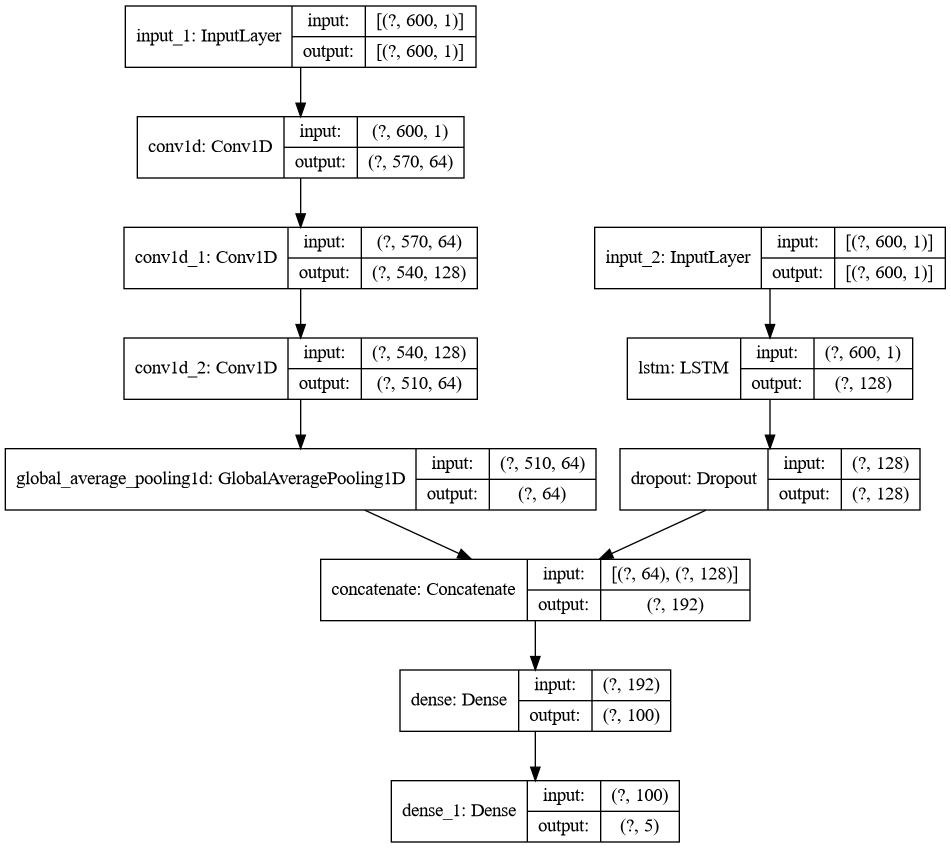 input_1: InputLayer
input: [(?, 600, 1)]
output: [(?, 600, 1)]
conv1d: Conv1D
input: (?, 600, 1)
output: (?, 570, 64)
conv1d_1: Conv1D
input: (?, 570, 64)
output: (?, 540, 128)
input_2: InputLayer
input: [(?, 600, 1)]
output: [(?, 600, 1)]
conv1d_2: Conv1D
input: (?, 540, 128)
output: (?, 510, 64)
lstm: LSTM
input: (?, 600, 1)
output: (?, 128)
global_average_pooling1d: GlobalAveragePooling1D
input: (?, 510, 64)
output: (?, 64)
dropout: Dropout
input: (?, 128)
output: (?, 128)
concatenate: Concatenate
input: [(?, 64), (?, 128)]
output: (?, 192)
dense: Dense
input: (?, 192)
output: (?, 100)
dense_1: Dense
input: (?, 100)
output: (?, 5)